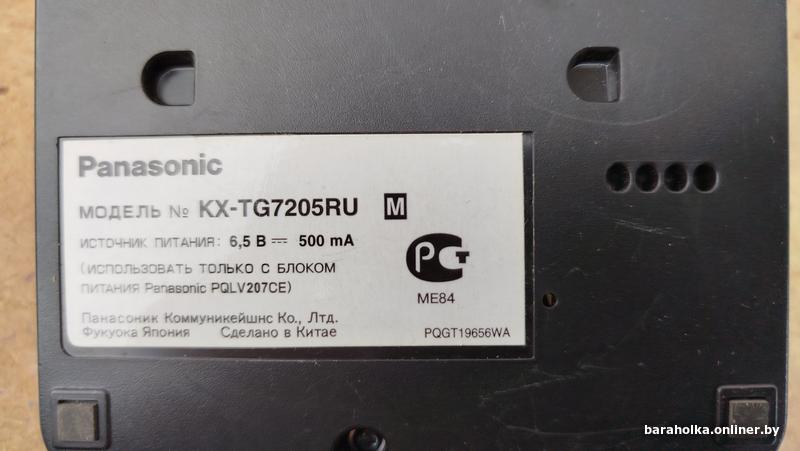 Panasonic
МОДЕЛЬ № KX-TG7205RU M
ИСТОЧНИК ПИТАНИЯ: 6,5 В ⎓ 500 mA
(ИСПОЛЬЗОВАТЬ ТОЛЬКО С БЛОКОМ
ПИТАНИЯ Panasonic PQLV207CE)
РСТ
ME84
Панасоник Коммуникейшнс Ко., Лтд.
Фукуока Япония Сделано в Китае
PQGT19656WA
baraholka.onliner.by